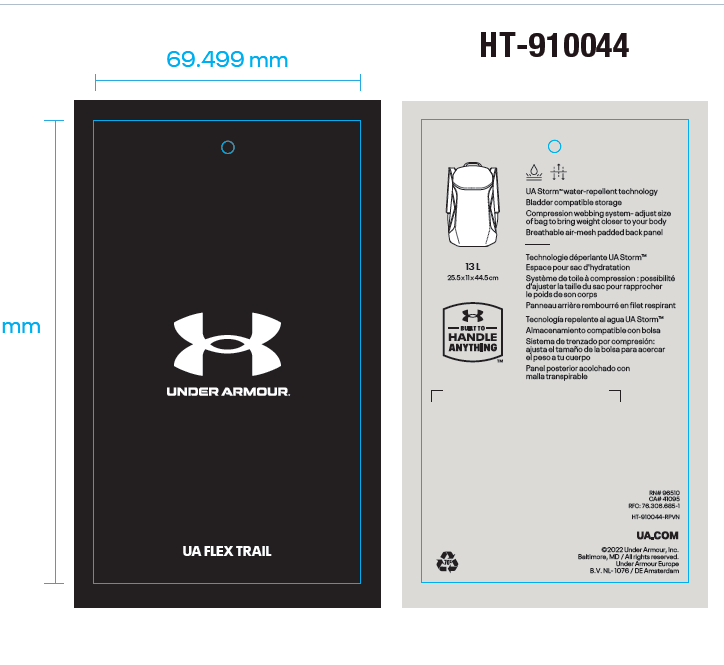 HT-910044
69.499 mm
mm
UNDER ARMOUR.
UA FLEX TRAIL
UA Storm™ water-repellent technology
Bladder compatible storage
Compression webbing system- adjust size
of bag to bring weight closer to your body
Breathable air-mesh padded back panel
Technologie déperlante UA Storm™
Espace pour sac d'hydratation
Système de toile à compression : possibilité
d'ajuster la taille du sac pour rapprocher
le poids de son corps
Panneau arrière rembourré en filet respirant
Tecnología repelente al agua UA Storm™
Almacenamiento compatible con bolsa
Sistema de trenzado por compresión:
ajusta el tamaño de la bolsa para acercar
el peso a tu cuerpo
Panel posterior acolchado con
malla transpirable
13 L
25.5 x 11 x 44.5 cm
BUILT TO
HANDLE
ANYTHING
™
RN# 96510
CA# 41095
RFC: 76.306.685-1
HT-910044-RPVN
UA.COM
©2022 Under Armour, Inc.
Baltimore, MD / All rights reserved.
Under Armour Europe
B.V. NL- 1076 / DE Amsterdam